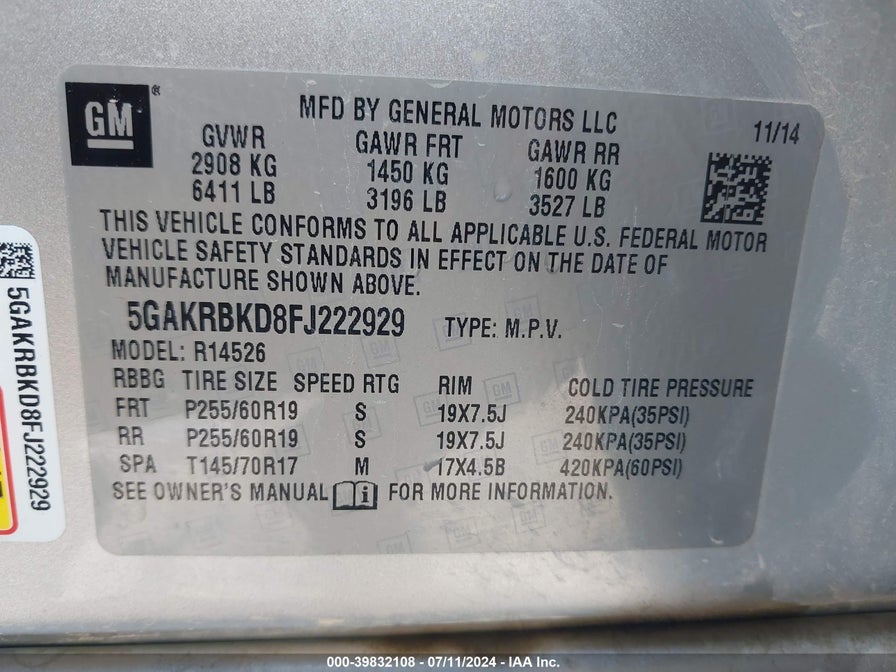 GM®
MFD BY GENERAL MOTORS LLC
11/14
GVWR GAWR FRT GAWR RR
2908 KG 1450 KG 1600 KG
6411 LB 3196 LB 3527 LB
THIS VEHICLE CONFORMS TO ALL APPLICABLE U.S. FEDERAL MOTOR
VEHICLE SAFETY STANDARDS IN EFFECT ON THE DATE OF
MANUFACTURE SHOWN ABOVE.
5GAKRBKD8FJ222929 TYPE: M.P.V.
MODEL: R14526
RBBG TIRE SIZE SPEED RTG RIM COLD TIRE PRESSURE
FRT P255/60R19 S 19X7.5J 240KPA(35PSI)
RR P255/60R19 S 19X7.5J 240KPA(35PSI)
SPA T145/70R17 M 17X4.5B 420KPA(60PSI)
SEE OWNER'S MANUAL FOR MORE INFORMATION.
5GAKRBKD8FJ222929
000-39832108 - 07/11/2024 - IAA Inc.